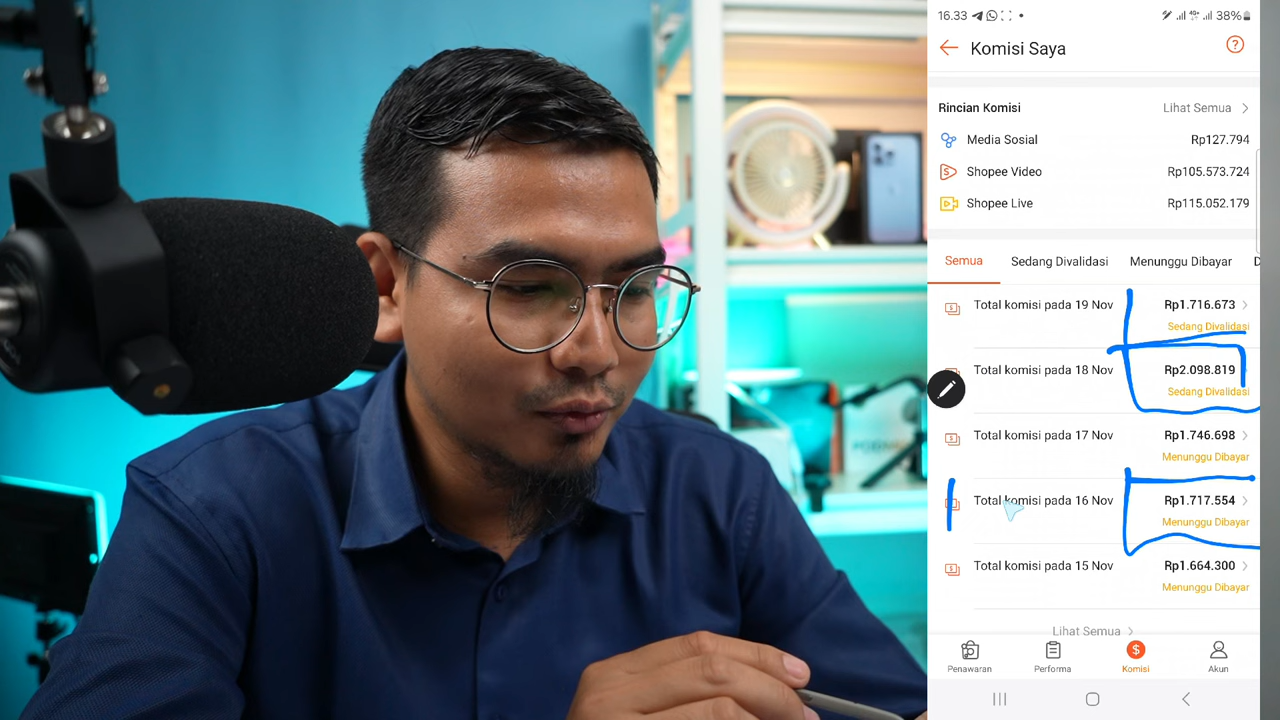 16.33 4G+ 38%
Komisi Saya ?
Rincian Komisi Lihat Semua
Media Sosial Rp127.794
Shopee Video Rp105.573.724
Shopee Live Rp115.052.179
Semua Sedang Divalidasi Menunggu Dibayar D
Total komisi pada 19 Nov Rp1.716.673
Sedang Divalidasi
Total komisi pada 18 Nov Rp2.098.819
Sedang Divalidasi
Total komisi pada 17 Nov Rp1.746.698
Menunggu Dibayar
Total komisi pada 16 Nov Rp1.717.554
Menunggu Dibayar
Total komisi pada 15 Nov Rp1.664.300
Menunggu Dibayar
Lihat Semua
Penawaran Performa Komisi Akun